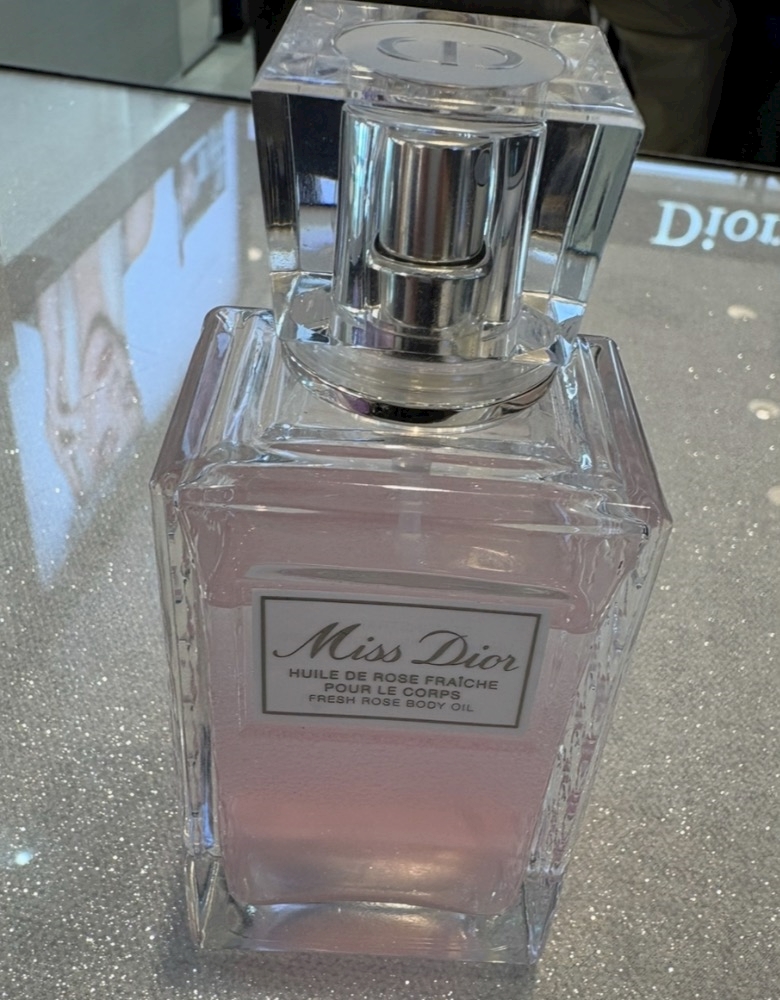 Dior
Miss Dior
HUILE DE ROSE FRAÎCHE
POUR LE CORPS
FRESH ROSE BODY OIL